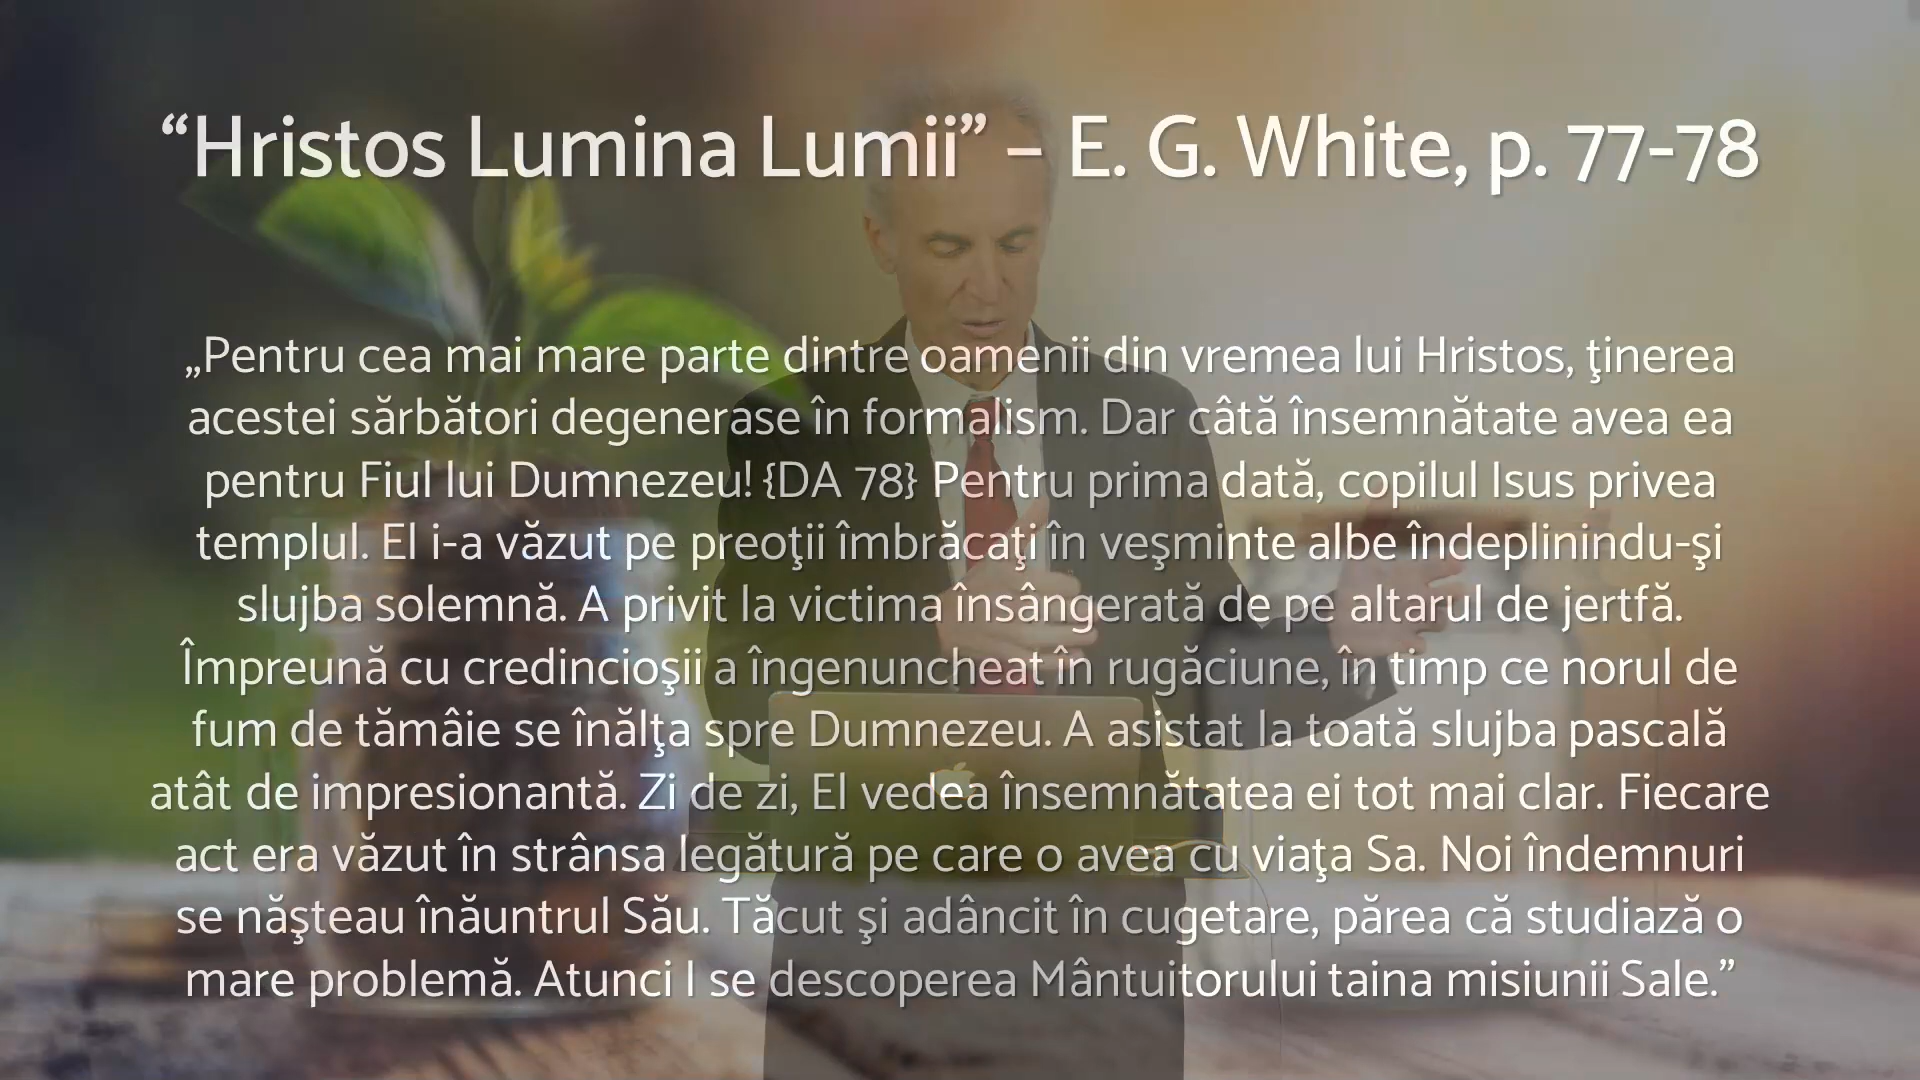 “Hristos Lumina Lumii” – E. G. White, p. 77-78
„Pentru cea mai mare parte dintre oamenii din vremea lui Hristos, ţinerea
acestei sărbători degenerase în formalism. Dar câtă însemnătate avea ea
pentru Fiul lui Dumnezeu! {DA 78} Pentru prima dată, copilul Isus privea
templul. El i-a văzut pe preoţii îmbrăcaţi în veşminte albe îndeplinindu-şi
slujba solemnă. A privit la victima însângerată de pe altarul de jertfă.
Împreună cu credincioşii a îngenuncheat în rugăciune, în timp ce norul de
fum de tămâie se înălţa spre Dumnezeu. A asistat la toată slujba pascală
atât de impresionantă. Zi de zi, El vedea însemnătatea ei tot mai clar. Fiecare
act era văzut în strânsa legătură pe care o avea cu viaţa Sa. Noi îndemnuri
se năşteau înăuntrul Său. Tăcut şi adâncit în cugetare, părea că studiază o
mare problemă. Atunci I se descoperea Mântuitorului taina misiunii Sale.”